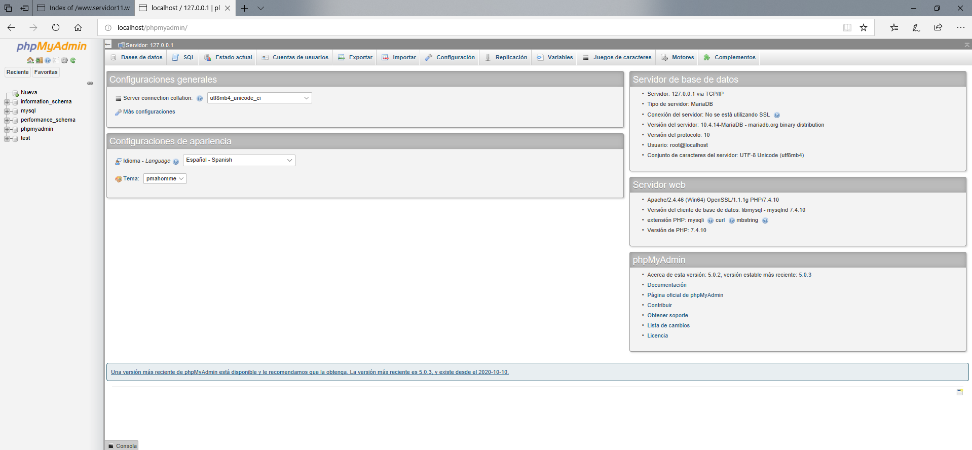 Index of /www.servidor11.w
localhost / 127.0.0.1 | pl
localhost/phpmyadmin/
phpMyAdmin
Reciente Favoritas
Nueva
information_schema
mysql
performance_schema
phpmyadmin
test
Servidor: 127.0.0.1
Bases de datos SQL Estado actual Cuentas de usuarios Exportar Importar Configuración Replicación Variables Juegos de caracteres Motores Complementos
Configuraciones generales
Server connection collation: utf8mb4_unicode_ci
Más configuraciones
Configuraciones de apariencia
Idioma - Language Español - Spanish
Tema: pmahomme
Servidor de base de datos
• Servidor: 127.0.0.1 via TCP/IP
• Tipo de servidor: MariaDB
• Conexión del servidor: No se está utilizando SSL
• Versión del servidor: 10.4.14-MariaDB - mariadb.org binary distribution
• Versión del protocolo: 10
• Usuario: root@localhost
• Conjunto de caracteres del servidor: UTF-8 Unicode (utf8mb4)
Servidor web
• Apache/2.4.46 (Win64) OpenSSL/1.1.1g PHP/7.4.10
• Versión del cliente de base de datos: libmysql - mysqlnd 7.4.10
• extensión PHP: mysqli curl mbstring
• Versión de PHP: 7.4.10
phpMyAdmin
• Acerca de esta versión: 5.0.2, versión estable más reciente: 5.0.3
• Documentación
• Página oficial de phpMyAdmin
• Contribuir
• Obtener soporte
• Lista de cambios
• Licencia
Una versión más reciente de phpMyAdmin está disponible y le recomendamos que la obtenga. La versión más reciente es 5.0.3, y existe desde el 2020-10-10.
Consola